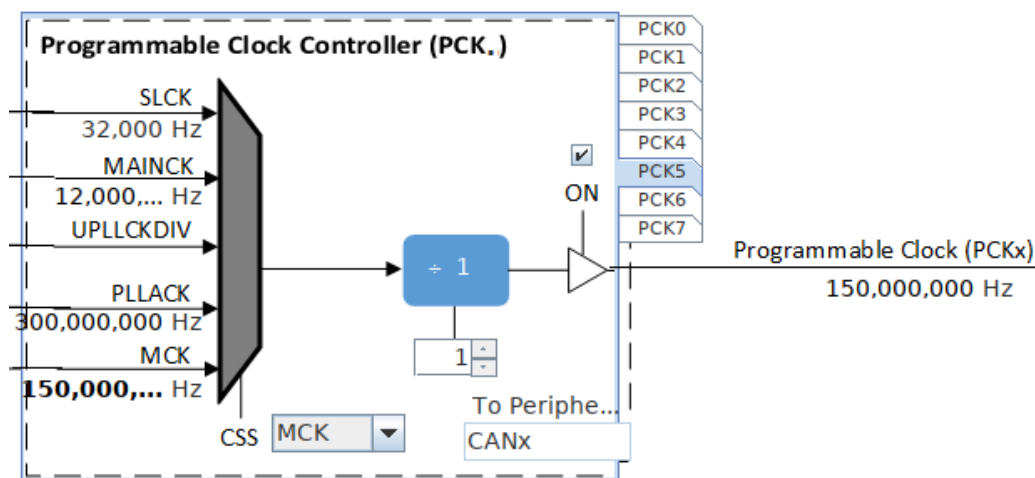 Programmable Clock Controller (PCK. )
PCK0
PCK1
PCK2
PCK3
PCK4
PCK5
PCK6
PCK7
SLCK
32,000 Hz
MAINCK
12,000,... Hz
UPLLCKDIV
PLLACK
300,000,000 Hz
MCK
150,000,... Hz
CSS
MCK
÷ 1
1
ON
To Periphe...
CANx
Programmable Clock (PCKx)
150,000,000 Hz